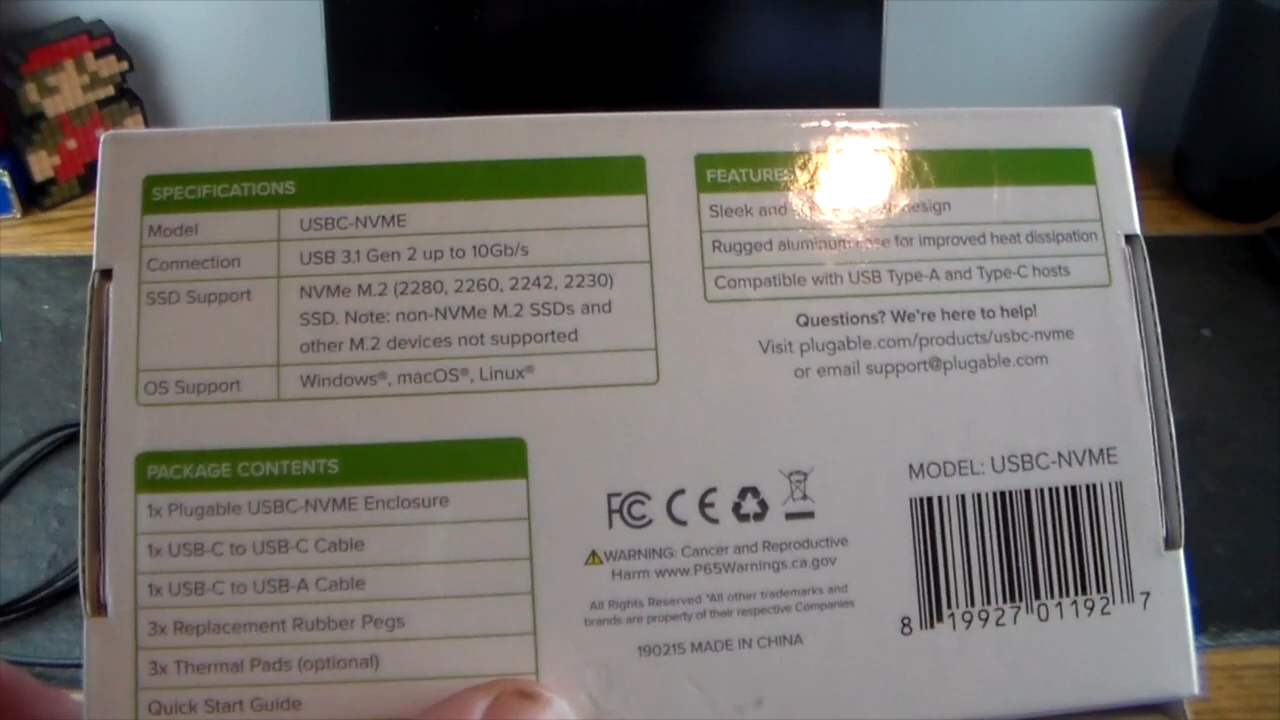 SPECIFICATIONS
Model USBC-NVME
Connection USB 3.1 Gen 2 up to 10Gb/s
SSD Support NVMe M.2 (2280, 2260, 2242, 2230)
SSD. Note: non-NVMe M.2 SSDs and
other M.2 devices not supported
OS Support Windows®, macOS®, Linux®
FEATURES
Sleek and design
Rugged aluminum case for improved heat dissipation
Compatible with USB Type-A and Type-C hosts
Questions? We're here to help!
Visit plugable.com/products/usbc-nvme
or email support@plugable.com
PACKAGE CONTENTS
1x Plugable USBC-NVME Enclosure
1x USB-C to USB-C Cable
1x USB-C to USB-A Cable
3x Replacement Rubber Pegs
3x Thermal Pads (optional)
Quick Start Guide
FC CE
WARNING: Cancer and Reproductive
Harm www.P65Warnings.ca.gov
All Rights Reserved *All other trademarks and
brands are property of their respective Companies
190215 MADE IN CHINA
MODEL: USBC-NVME
8 19927 01192 7